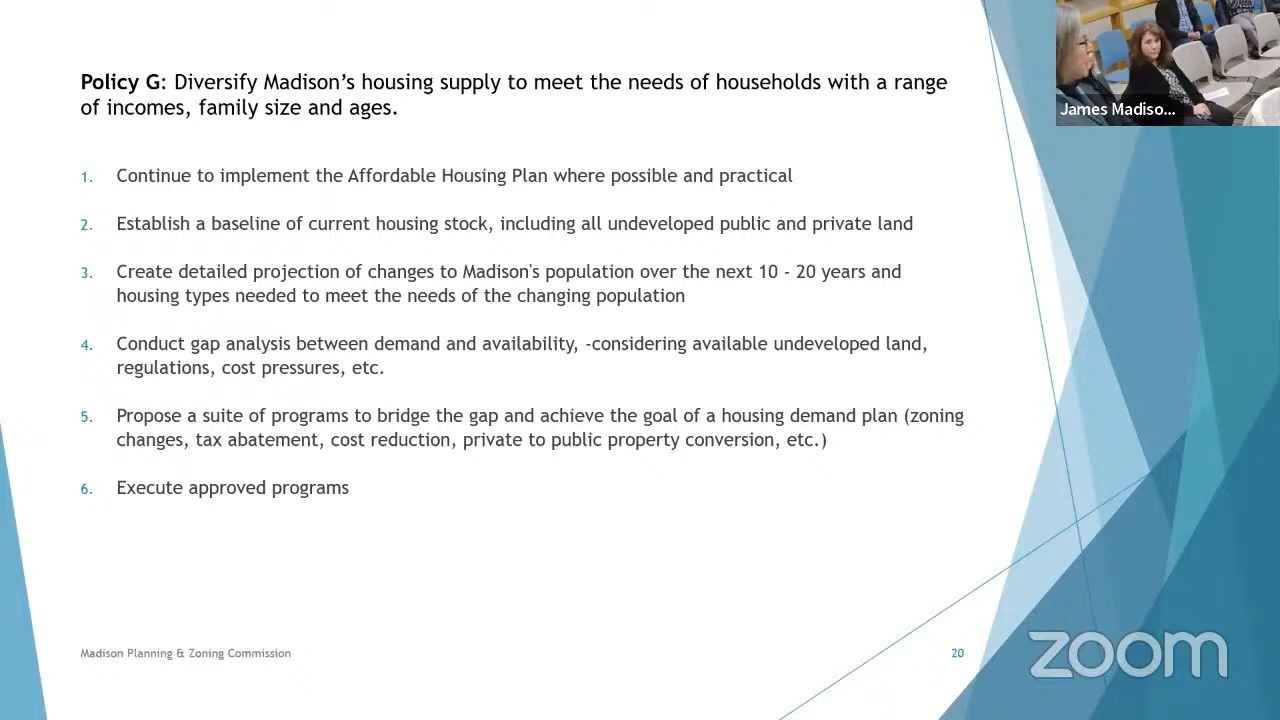 Policy G: Diversify Madison's housing supply to meet the needs of households with a range
of incomes, family size and ages.
1. Continue to implement the Affordable Housing Plan where possible and practical
2. Establish a baseline of current housing stock, including all undeveloped public and private land
3. Create detailed projection of changes to Madison's population over the next 10 - 20 years and
housing types needed to meet the needs of the changing population
4. Conduct gap analysis between demand and availability, -considering available undeveloped land,
regulations, cost pressures, etc.
5. Propose a suite of programs to bridge the gap and achieve the goal of a housing demand plan (zoning
changes, tax abatement, cost reduction, private to public property conversion, etc.)
6. Execute approved programs
Madison Planning & Zoning Commission
20
James Madiso...
zoom